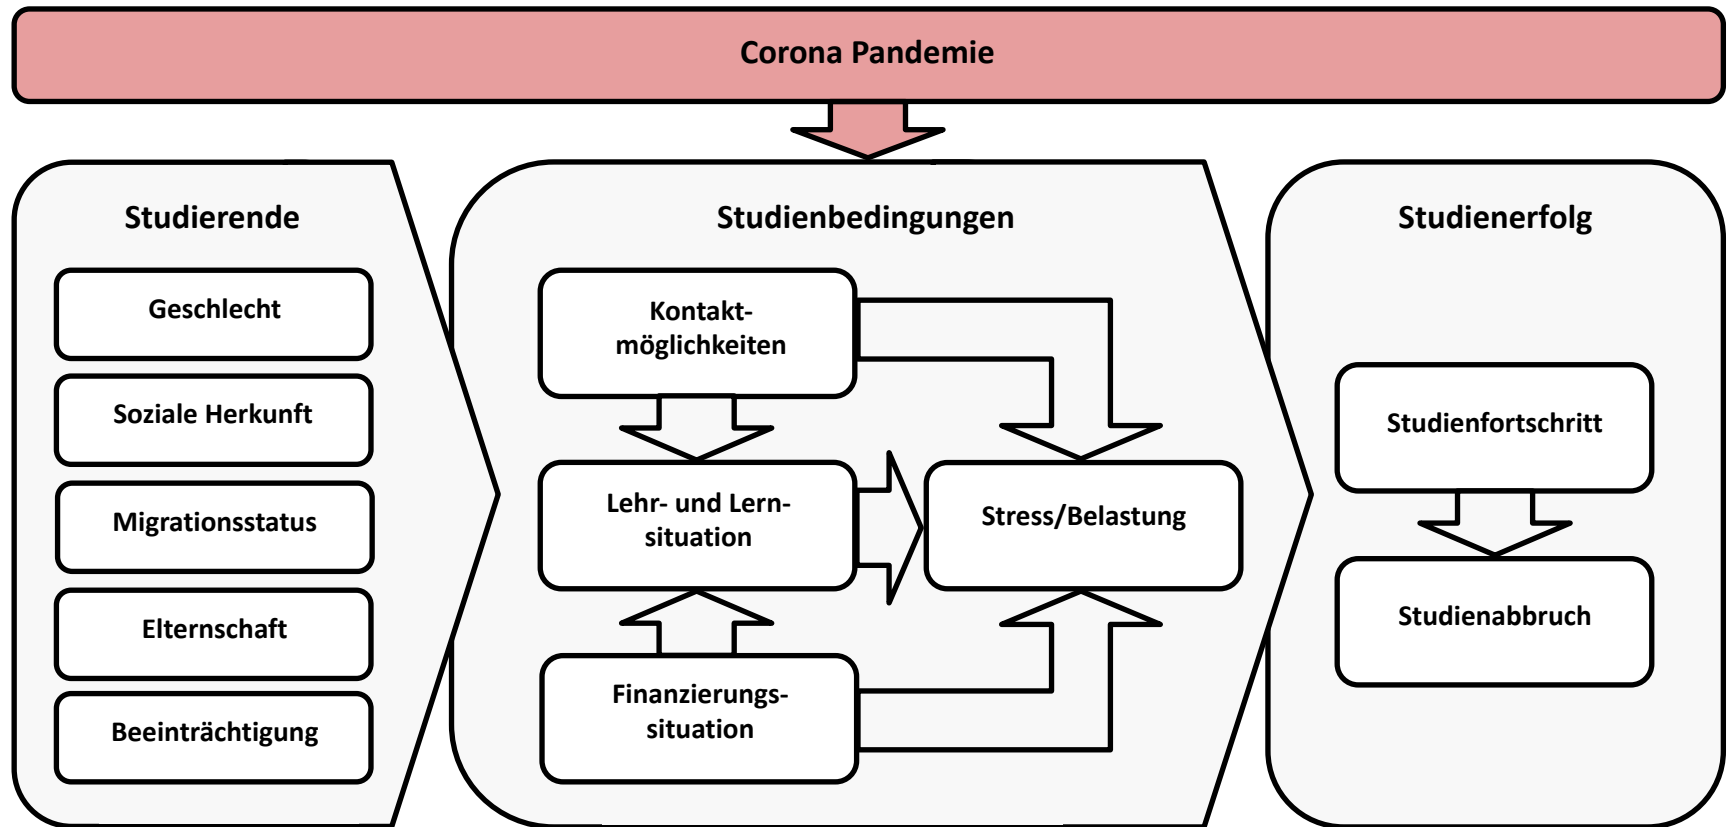 Corona Pandemie
Studierende
Geschlecht
Soziale Herkunft
Migrationsstatus
Elternschaft
Beeinträchtigung
Studienbedingungen
Kontakt-
möglichkeiten
Lehr- und Lern-
situation
Finanzierungs-
situation
Stress/Belastung
Studienerfolg
Studienfortschritt
Studienabbruch